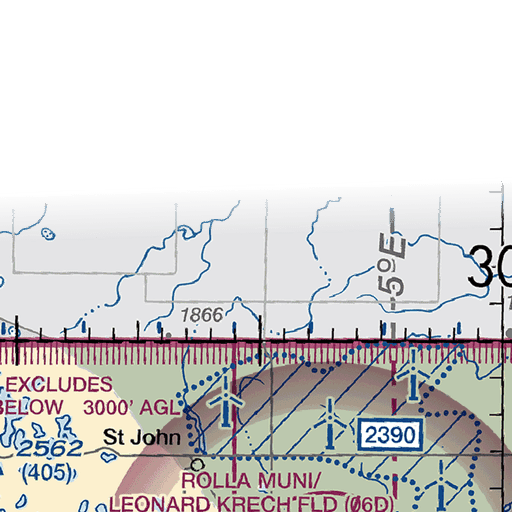 5°E
30
1866
EXCLUDES
BELOW 3000' AGL
2562
(405)
St John
2390
ROLLA MUNI/
LEONARD KRECH FLD (06D)